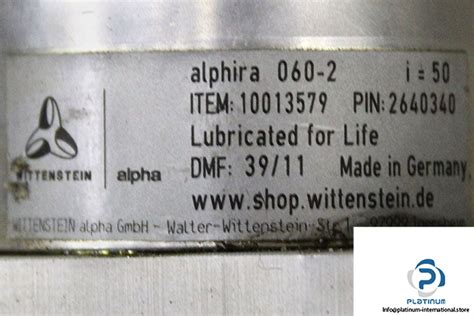 alphira 060-2 i = 50
ITEM: 10013579 PIN: 2640340
Lubricated for Life
WITTENSTEIN alpha
DMF: 39/11 Made in Germany
www.shop.wittenstein.de
WITTENSTEIN alpha GmbH - Walter-Wittenstein-Str. 1
PLATINUM
Info@platinum-international.store